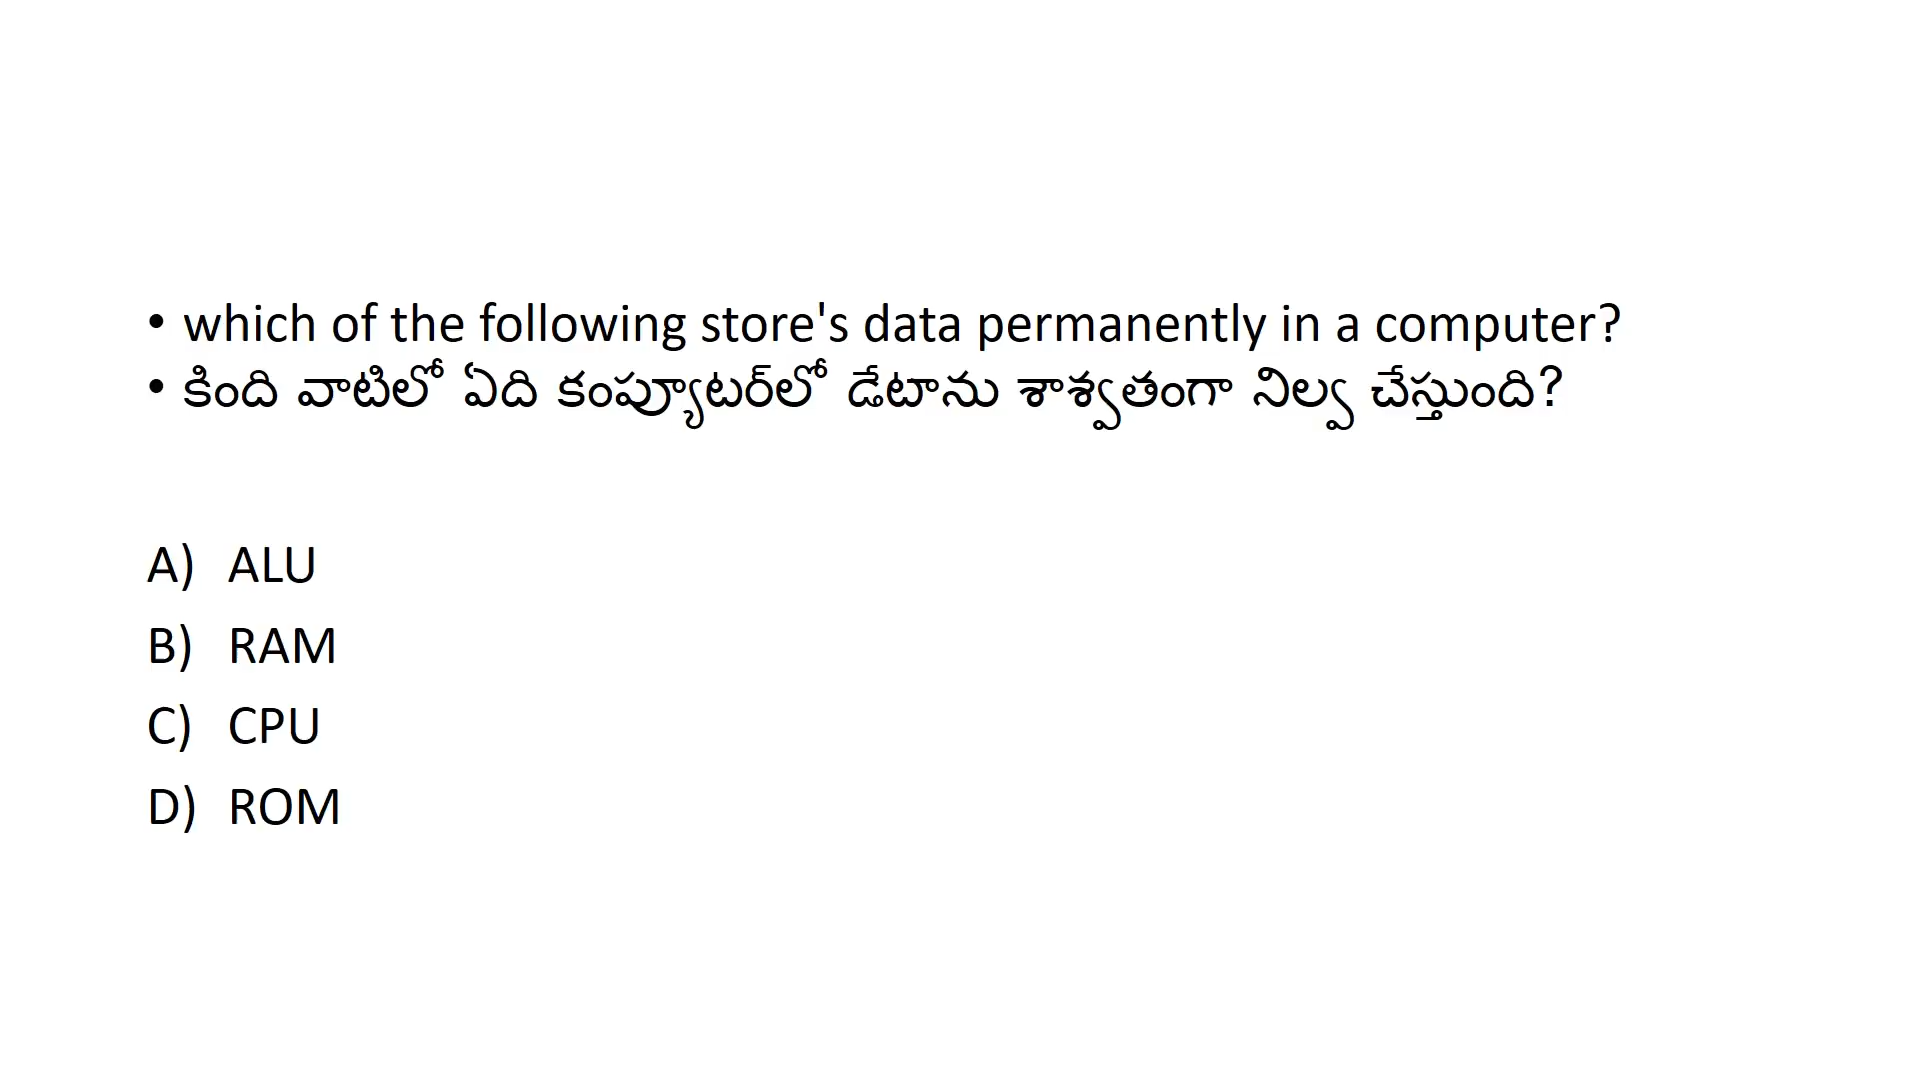 • which of the following store's data permanently in a computer?
• కింది వాటిలో ఏది కంప్యూటర్‌లో డేటాను శాశ్వతంగా నిల్వ చేస్తుంది?
A) ALU
B) RAM
C) CPU
D) ROM